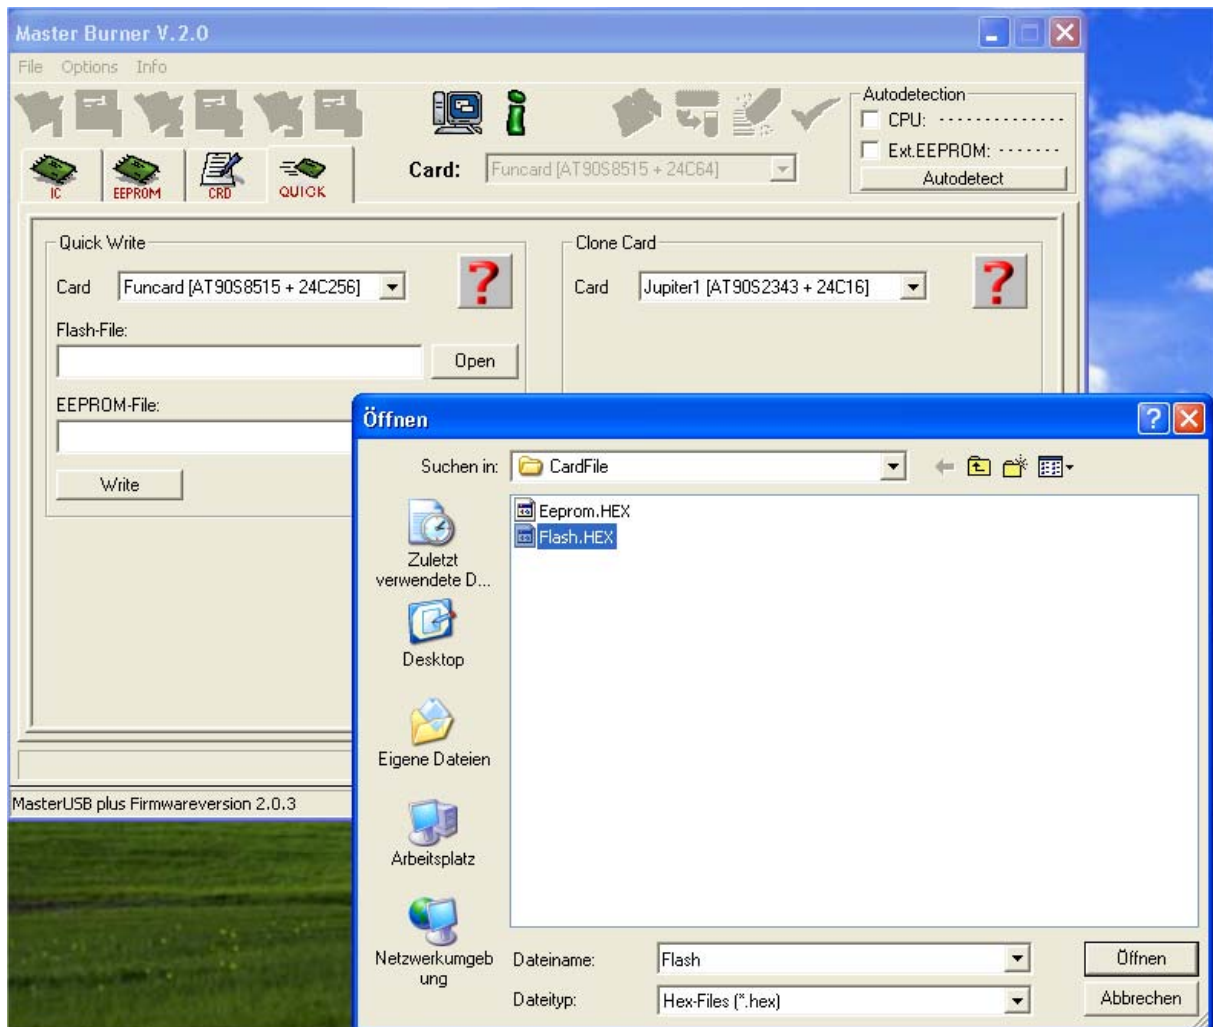 Master Burner V.2.0
File Options Info
Autodetection
CPU: ..............
Ext.EEPROM: .......
Autodetect
IC
EEPROM
CRD
QUICK
Card: Funcard [AT90S8515 + 24C64]
Quick Write
Card Funcard [AT90S8515 + 24C256]
Flash-File:
Open
EEPROM-File:
Write
Clone Card
Card Jupiter1 [AT90S2343 + 24C16]
MasterUSB plus Firmwareversion 2.0.3
Öffnen
Suchen in: CardFile
Zuletzt
verwendete D...
Desktop
Eigene Dateien
Arbeitsplatz
Netzwerkumgeb
ung
Eeprom.HEX
Flash.HEX
Dateiname: Flash
Öffnen
Dateityp: Hex-Files (*.hex)
Abbrechen